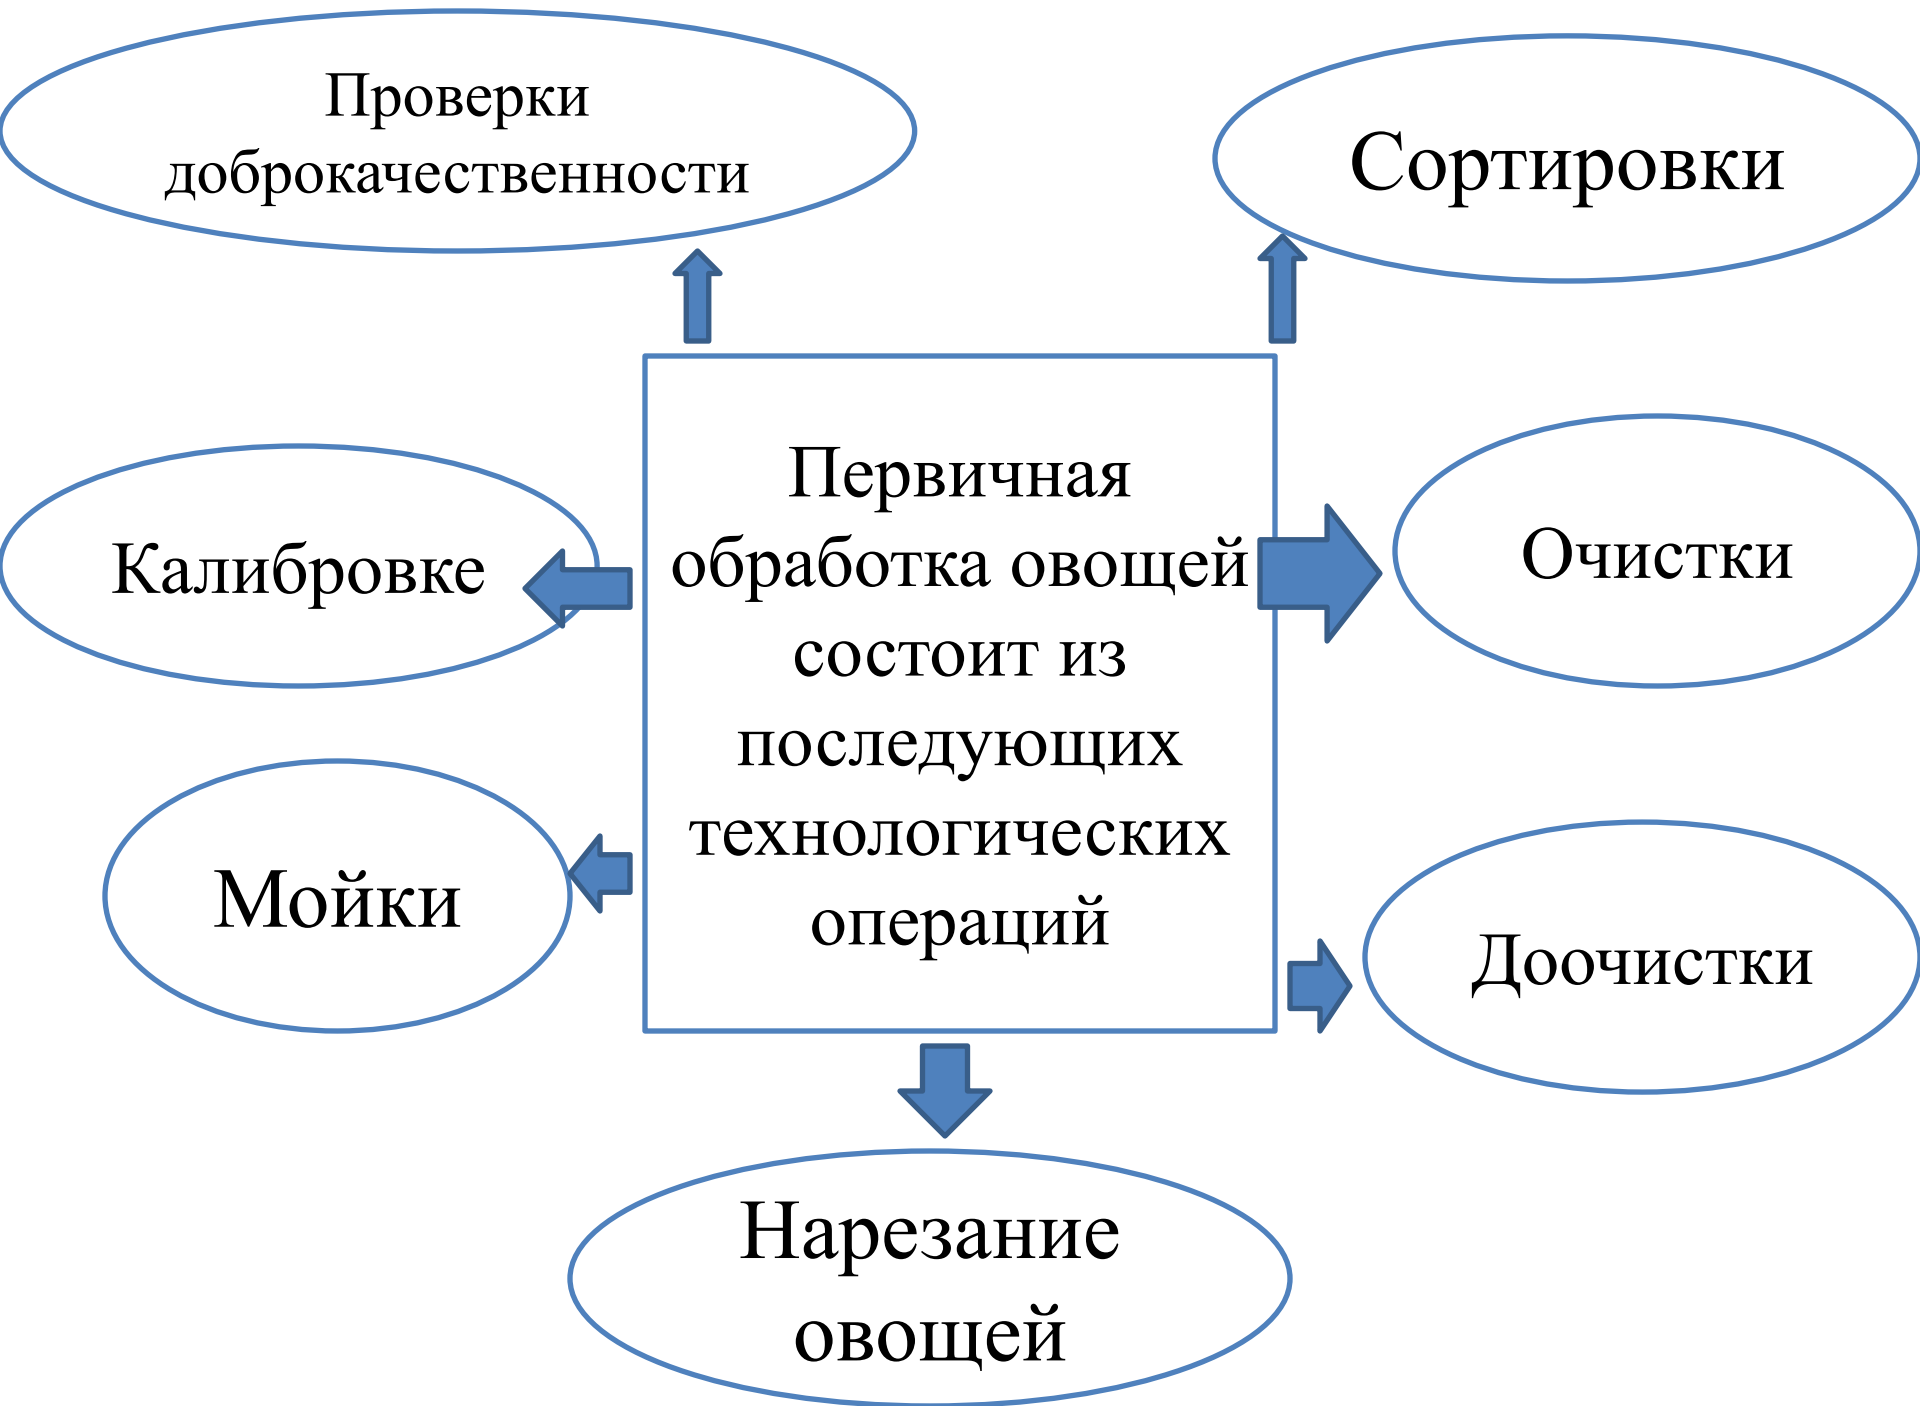 Проверки
доброкачественности
Сортировки
Первичная
обработка овощей
состоит из
последующих
технологических
операций
Калибровке
Очистки
Мойки
Доочистки
Нарезание
овощей